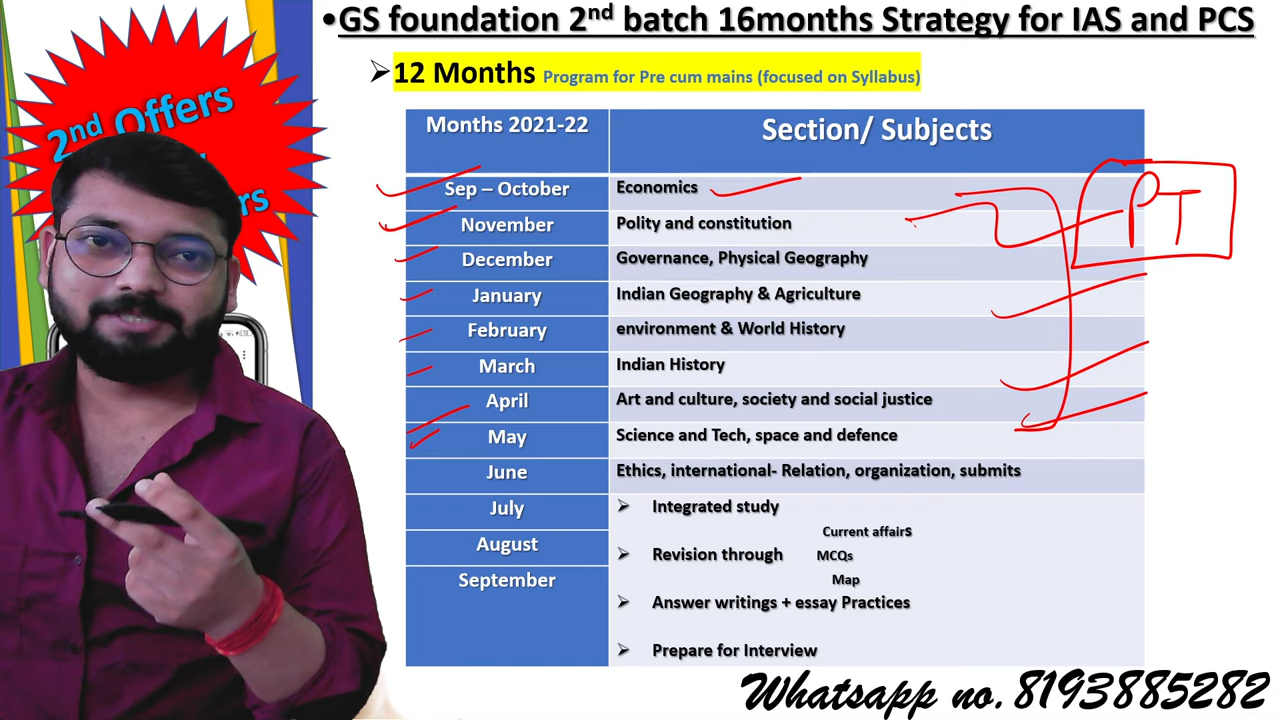 •GS foundation 2nd batch 16months Strategy for IAS and PCS
➢12 Months Program for Pre cum mains (focused on Syllabus)
2nd Offers
Months 2021-22 Section/ Subjects
Sep – October Economics
November Polity and constitution
December Governance, Physical Geography
January Indian Geography & Agriculture
February environment & World History
March Indian History
April Art and culture, society and social justice
May Science and Tech, space and defence
June Ethics, international- Relation, organization, submits
July ➢ Integrated study
Current affairs
August ➢ Revision through MCQs
September Map
➢ Answer writings + essay Practices
➢ Prepare for Interview
PT
Whatsapp no. 8193885282